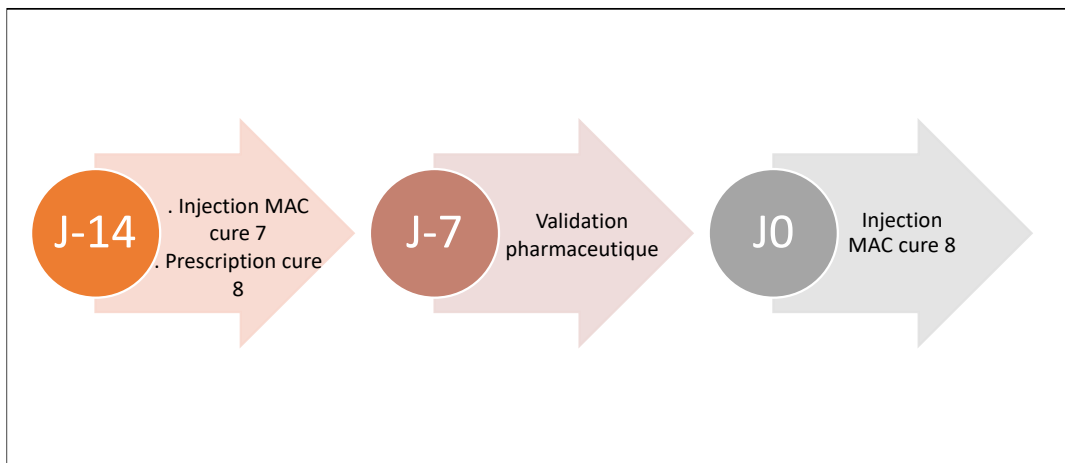 J-14
. Injection MAC
cure 7
. Prescription cure
8
J-7
Validation
pharmaceutique
J0
Injection
MAC cure 8